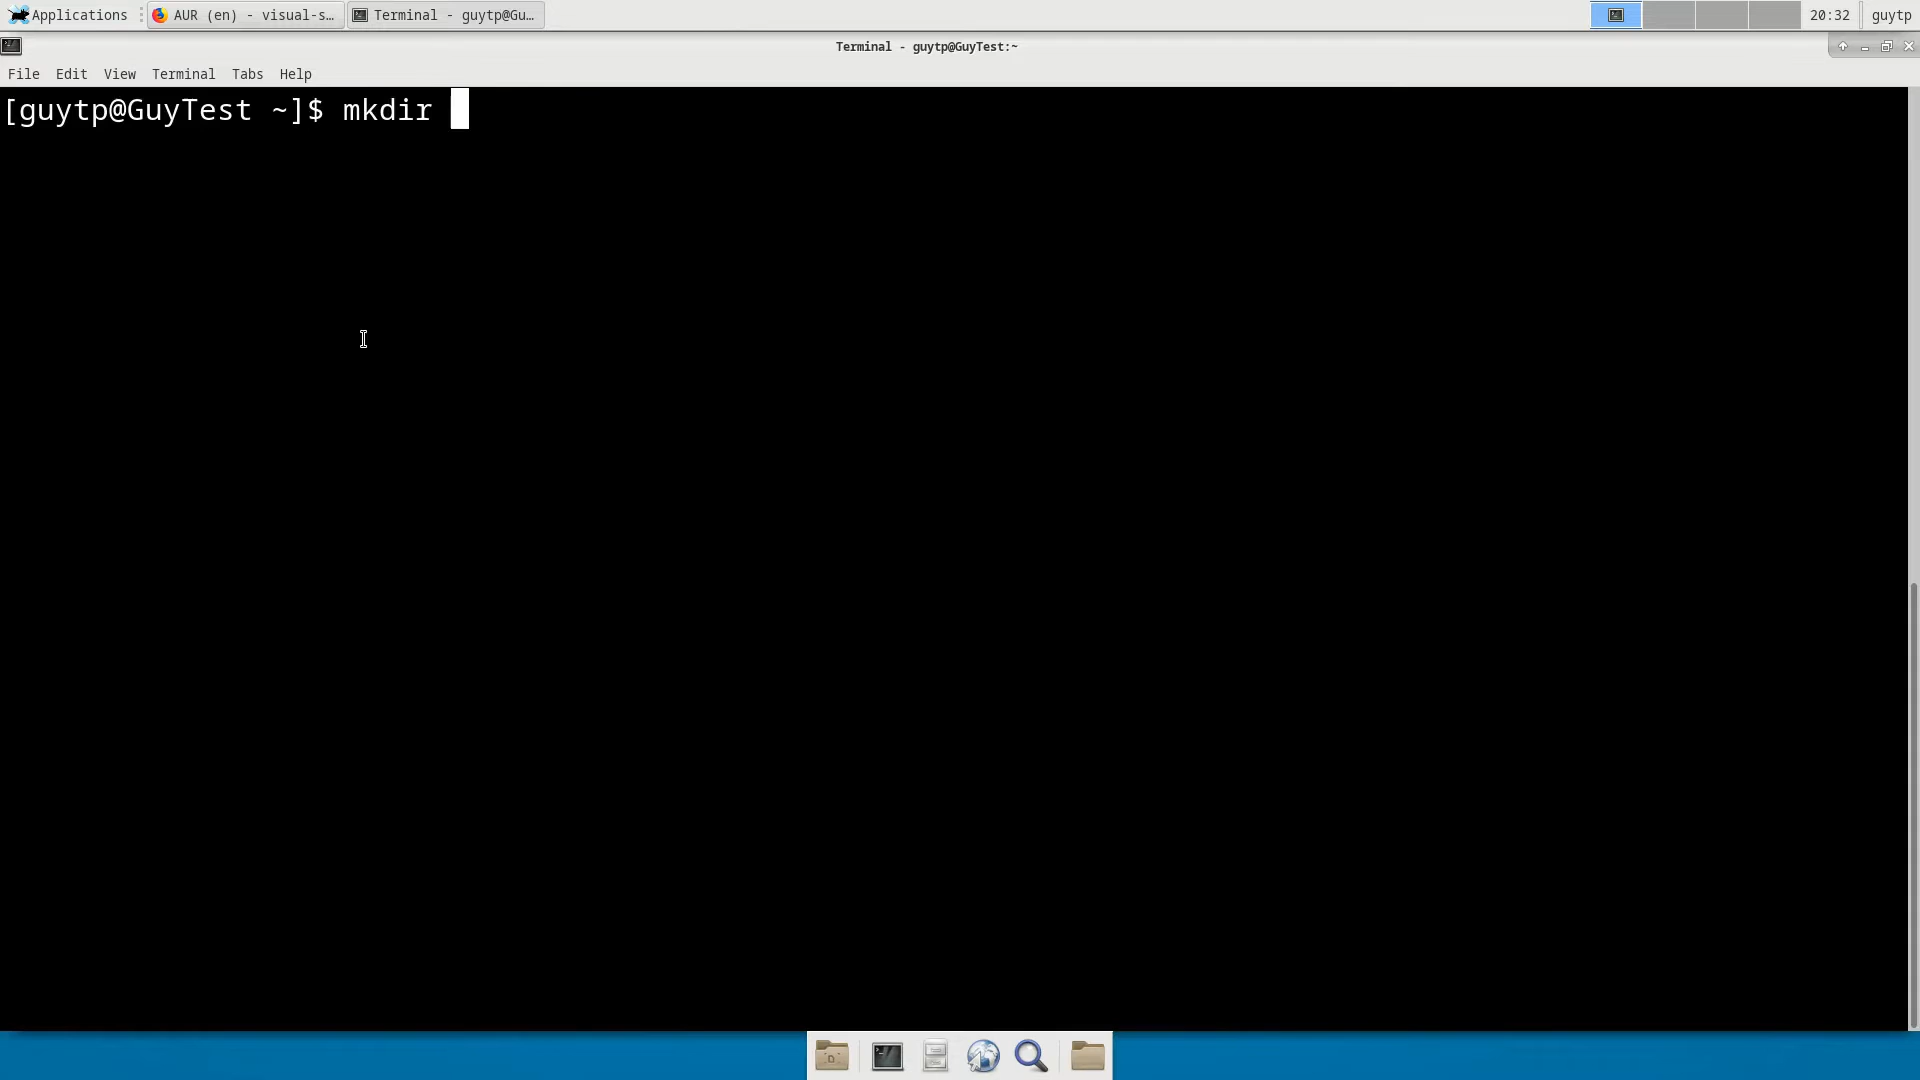 Applications AUR (en) - visual-s... Terminal - guytp@Gu... 20:32 guytp
Terminal - guytp@GuyTest:~
File Edit View Terminal Tabs Help
[guytp@GuyTest ~]$ mkdir